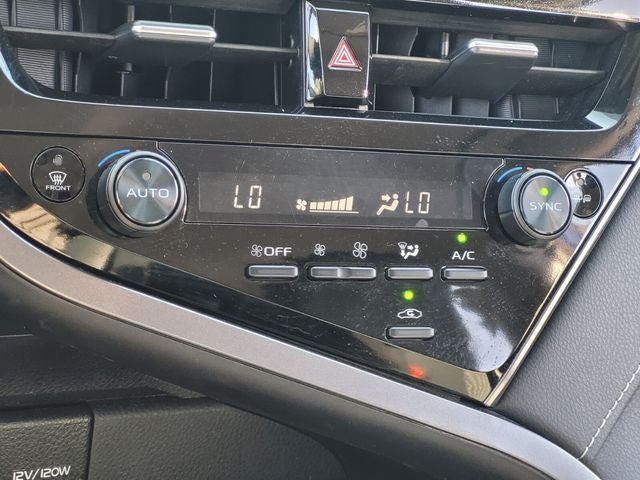 FRONT
AUTO
LO
LO
SYNC
OFF
A/C
12V/120W